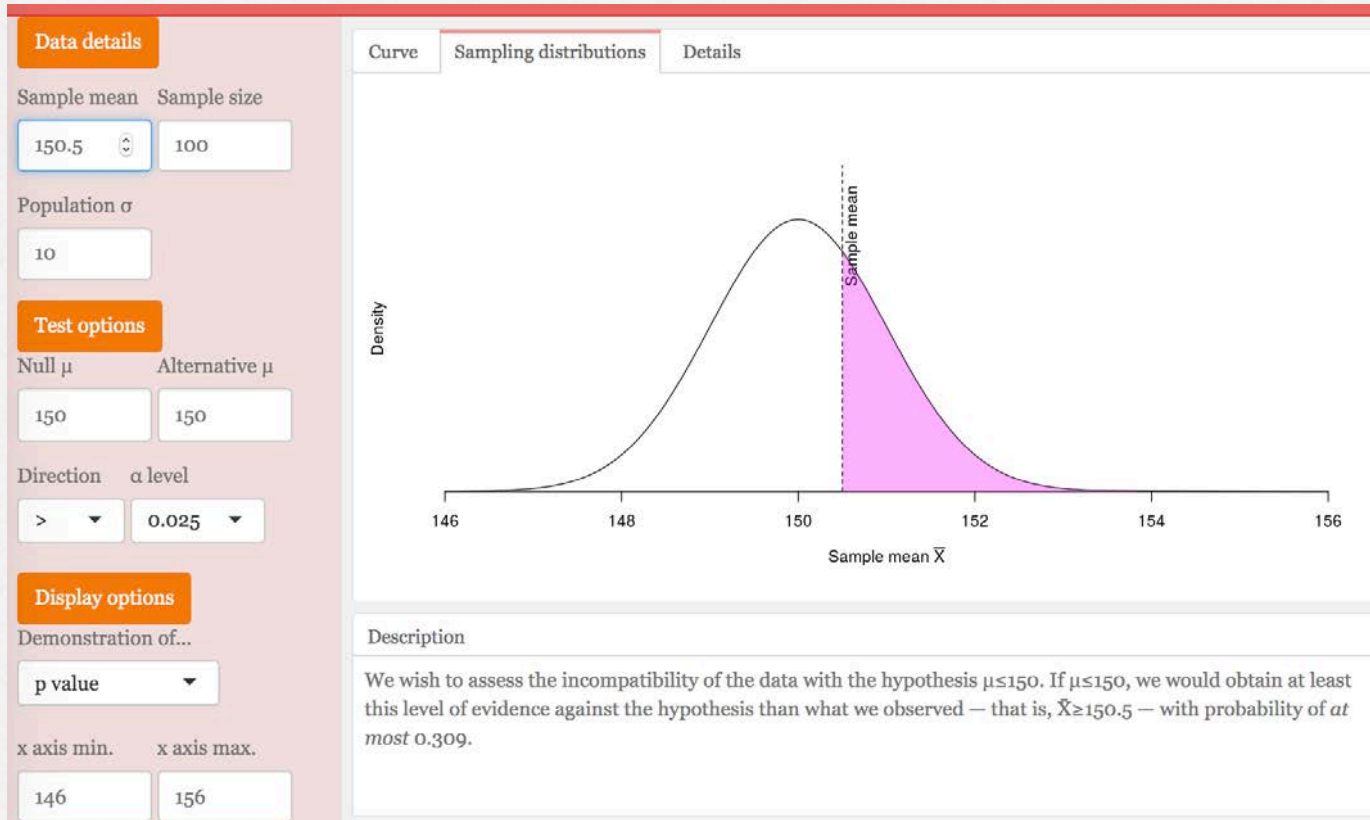 Data details
Sample mean Sample size
150.5 100
Population σ
10
Test options
Null μ Alternative μ
150 150
Direction α level
> 0.025
Display options
Demonstration of...
p value
x axis min. x axis max.
146 156
Curve Sampling distributions Details
Sample mean
Density
146 148 150 152 154 156
Sample mean X̅
Description
We wish to assess the incompatibility of the data with the hypothesis μ≤150. If μ≤150, we would obtain at least
this level of evidence against the hypothesis than what we observed — that is, X̄≥150.5 — with probability of at
most 0.309.